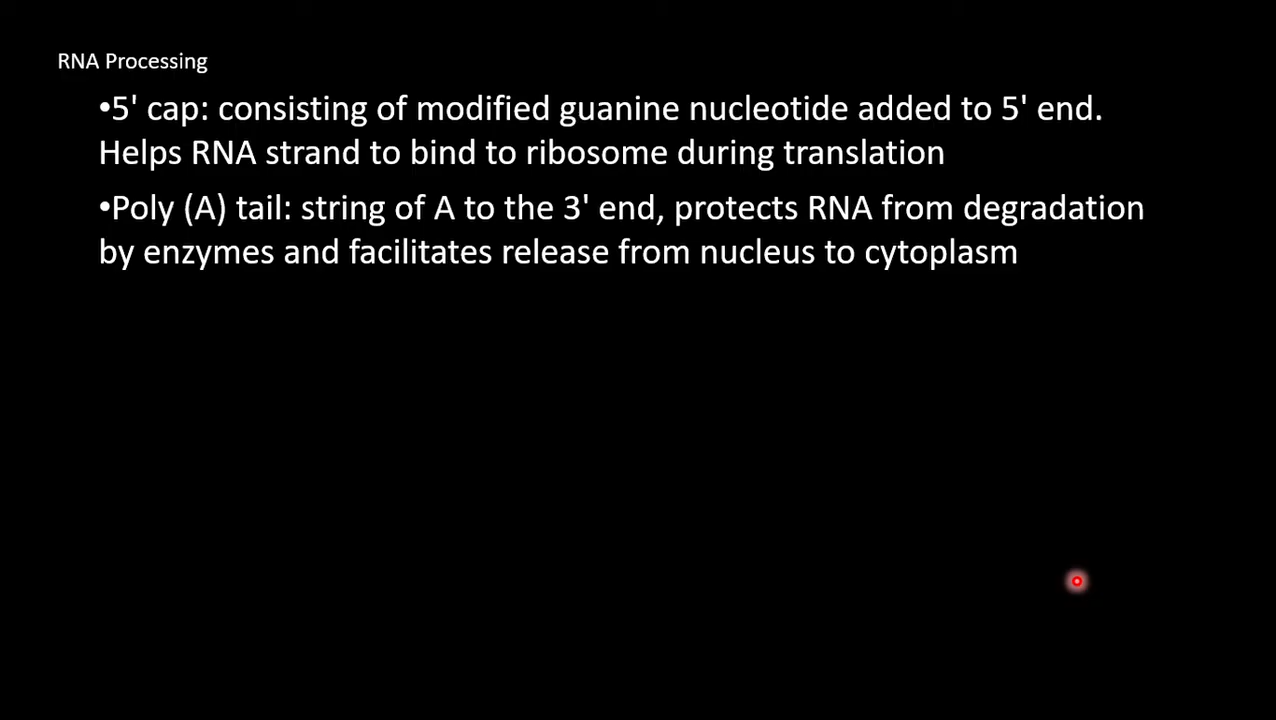 RNA Processing
•5' cap: consisting of modified guanine nucleotide added to 5' end.
Helps RNA strand to bind to ribosome during translation
•Poly (A) tail: string of A to the 3' end, protects RNA from degradation
by enzymes and facilitates release from nucleus to cytoplasm